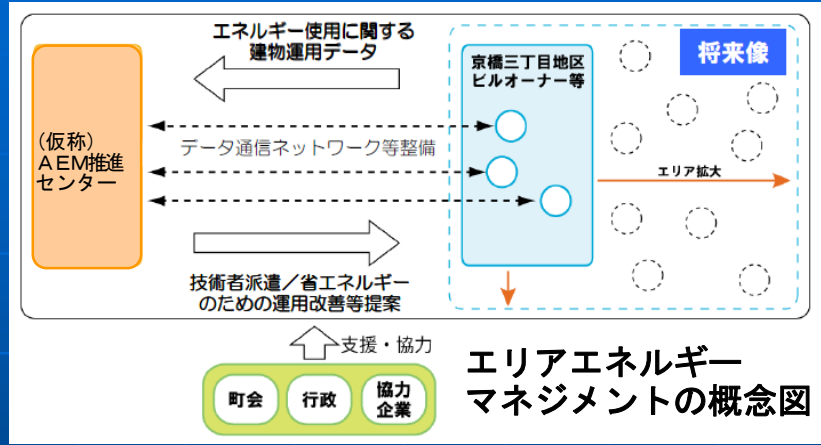 エネルギー使用に関する
建物運用データ
京橋三丁目地区
ビルオーナー等
将来像
(仮称)
AEM推進
センター
データ通信ネットワーク等整備
エリア拡大
技術者派遣／省エネルギー
のための運用改善等提案
支援・協力
町会
行政
協力
企業
エリアエネルギー
マネジメントの概念図